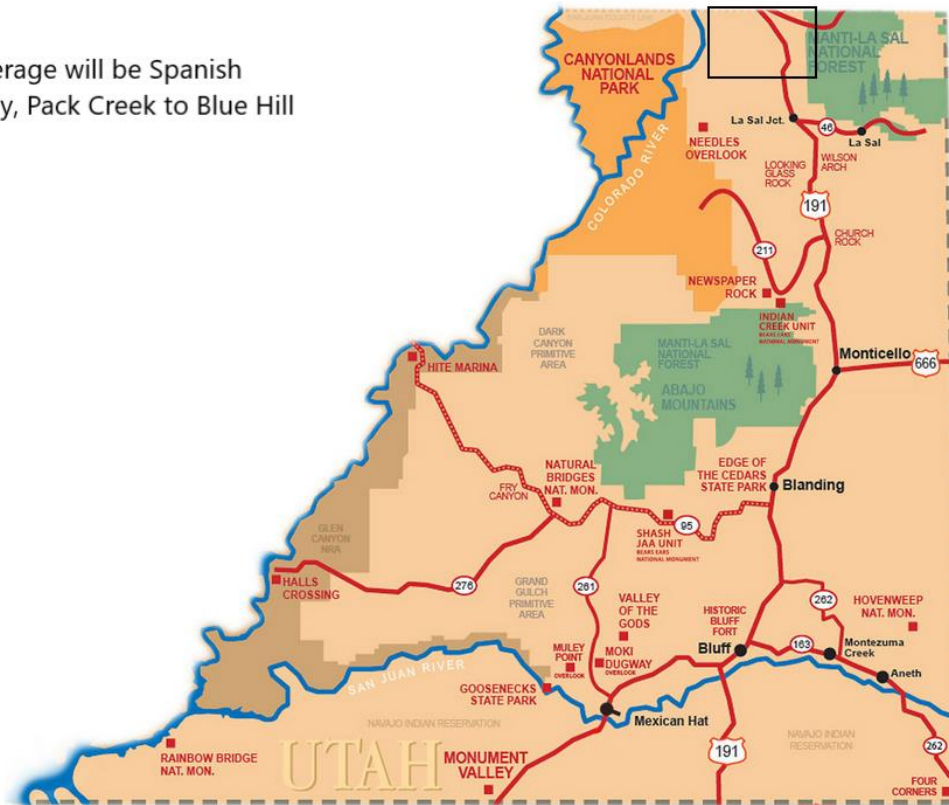 erage will be Spanish
y, Pack Creek to Blue Hill
SAN JUAN COUNTY LINE
CANYONLANDS
NATIONAL
PARK
MANTI-LA SAL
NATIONAL
FOREST
La Sal Jct.
46
La Sal
NEEDLES
OVERLOOK
COLORADO RIVER
LOOKING
GLASS
ROCK
WILSON
ARCH
191
CHURCH
ROCK
211
NEWSPAPER
ROCK
INDIAN
CREEK UNIT
BEARS EARS
NATIONAL MONUMENT
DARK
CANYON
PRIMITIVE
AREA
MANTI-LA SAL
NATIONAL
FOREST
ABAJO
MOUNTAINS
Monticello
666
HITE MARINA
NATURAL
BRIDGES
NAT. MON.
FRY
CANYON
EDGE OF
THE CEDARS
STATE PARK
Blanding
95
SHASH
JAA UNIT
BEARS EARS
NATIONAL MONUMENT
GLEN
CANYON
NRA
HALLS
CROSSING
276
GRAND
GULCH
PRIMITIVE
AREA
261
VALLEY
OF THE
GODS
HISTORIC
BLUFF
FORT
262
HOVENWEEP
NAT. MON.
Bluff
163
Montezuma
Creek
MULEY
POINT
OVERLOOK
MOKI
DUGWAY
OVERLOOK
Aneth
SAN JUAN RIVER
GOOSENECKS
STATE PARK
Mexican Hat
NAVAJO INDIAN RESERVATION
NAVAJO INDIAN
RESERVATION
191
262
RAINBOW BRIDGE
NAT. MON.
UTAH
MONUMENT
VALLEY
FOUR
CORNERS